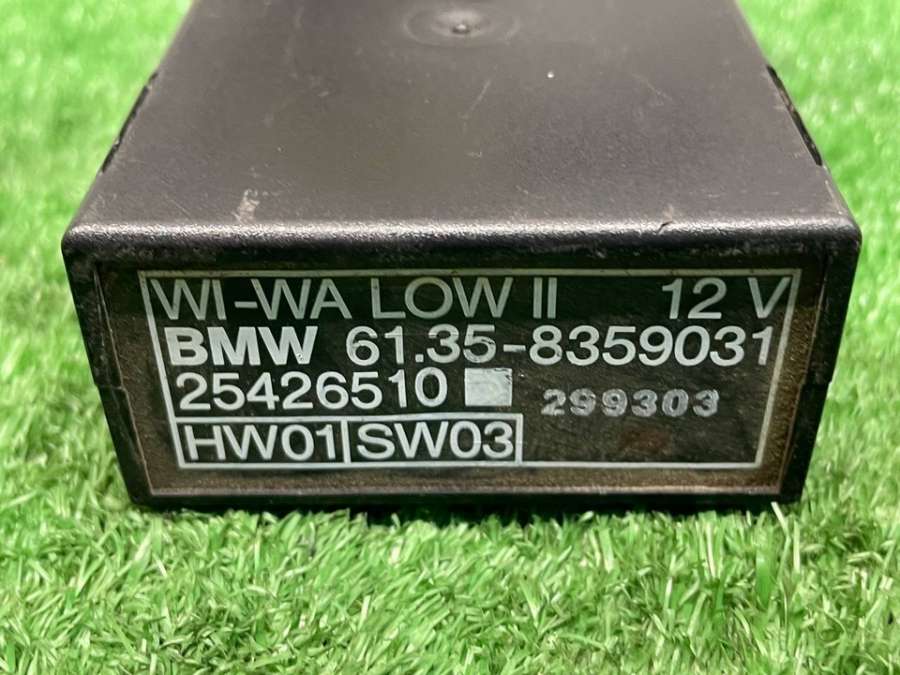 WI-WA LOW II 12 V
BMW 61.35-8359031
25426510 299303
HW01 SW03